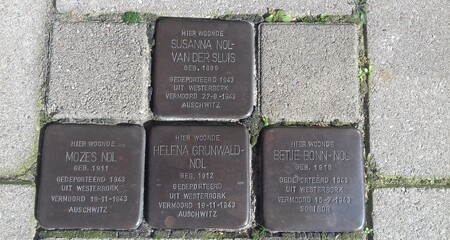 HIER WOONDE
SUSANNA NOL-
VAN DER SLUIS
GEB.
GEDEPORTEERD 1943
UIT WESTERBORK
VERMOORD 27-8-1943
AUSCHWITZ
HIER WOONDE
MOZES NOL
GEB. 1911
GEDEPORTEERD 1943
UIT WESTERBORK
VERMOORD 19-11-1943
AUSCHWITZ
HIER WOONDE
HELENA GRUNWALD-
NOL
GEB. 1912
GEDEPORTEERD
UIT WESTERBORK
VERMOORD 19-11-1943
AUSCHWITZ
HIER WOONDE
BETJE BONN-NOL
GEB.
GEDEPORTEERD 1943
UIT WESTERBORK
VERMOORD
SOBIBOR